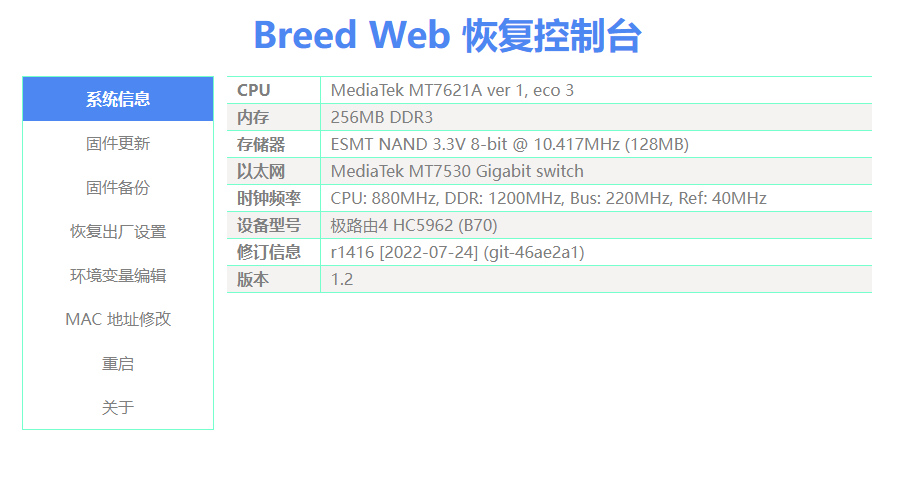 Breed Web 恢复控制台
系统信息
固件更新
固件备份
恢复出厂设置
环境变量编辑
MAC 地址修改
重启
关于
CPU MediaTek MT7621A ver 1, eco 3
内存 256MB DDR3
存储器 ESMT NAND 3.3V 8-bit @ 10.417MHz (128MB)
以太网 MediaTek MT7530 Gigabit switch
时钟频率 CPU: 880MHz, DDR: 1200MHz, Bus: 220MHz, Ref: 40MHz
设备型号 极路由4 HC5962 (B70)
修订信息 r1416 [2022-07-24] (git-46ae2a1)
版本 1.2